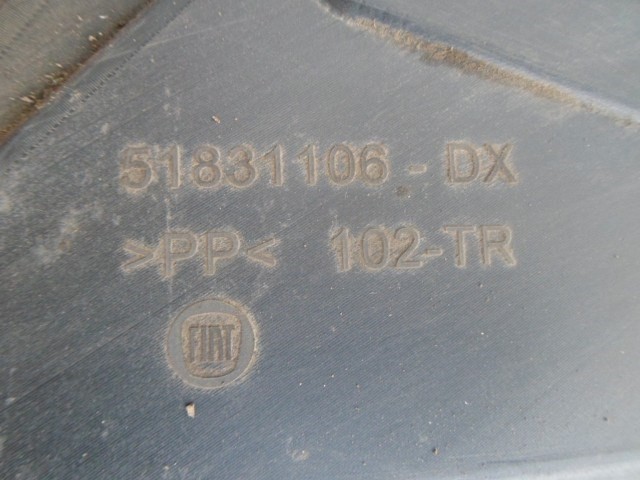 51831106 - DX
>PP< 102-TR
FIAT